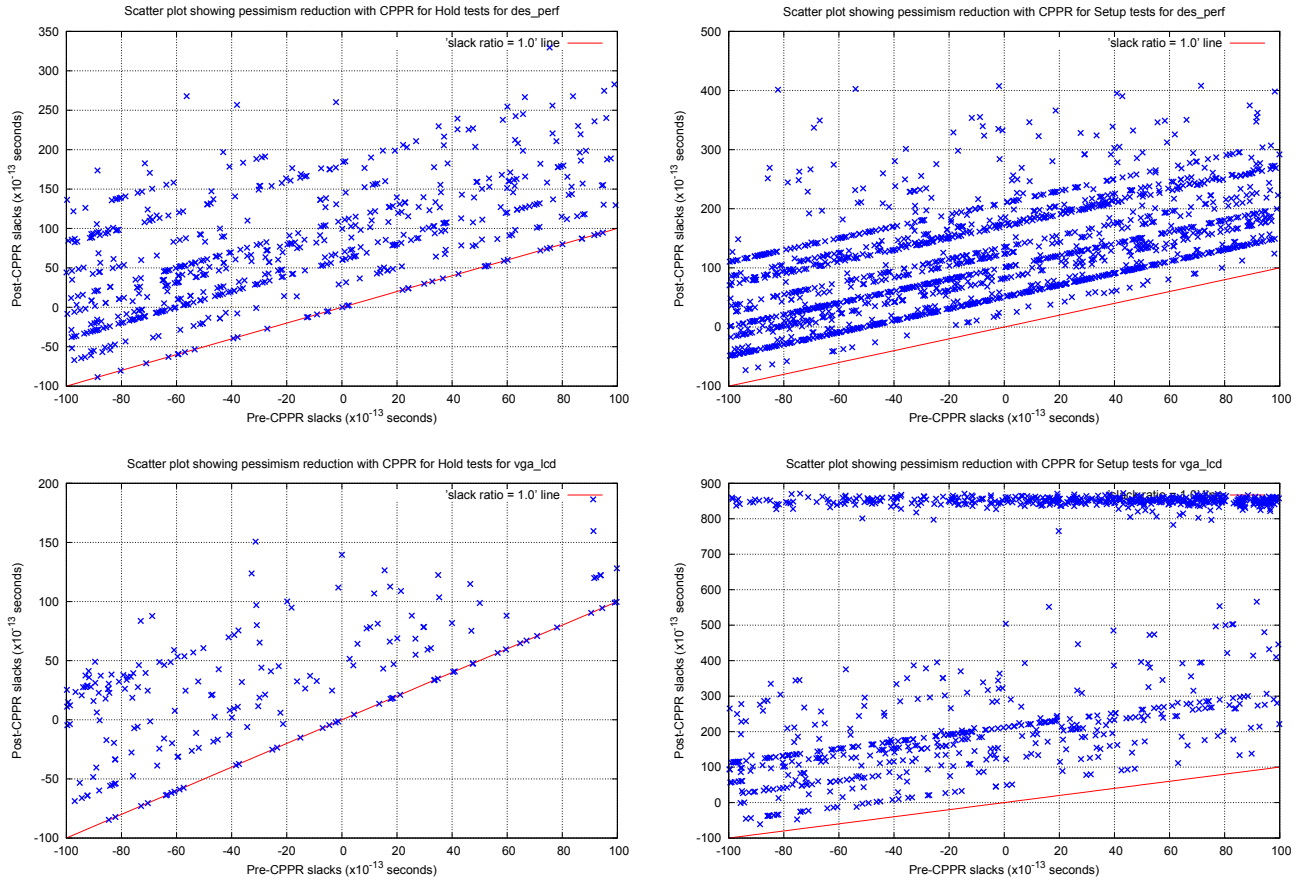 Scatter plot showing pessimism reduction with CPPR for Hold tests for des_perf
'slack ratio = 1.0' line
350
300
250
200
150
100
50
0
-50
-100
Post-CPPR slacks (x10^-13 seconds)
-100 -80 -60 -40 -20 0 20 40 60 80 100
Pre-CPPR slacks (x10^-13 seconds)
Scatter plot showing pessimism reduction with CPPR for Setup tests for des_perf
'slack ratio = 1.0' line
500
400
300
200
100
0
-100
Post-CPPR slacks (x10^-13 seconds)
-100 -80 -60 -40 -20 0 20 40 60 80 100
Pre-CPPR slacks (x10^-13 seconds)
Scatter plot showing pessimism reduction with CPPR for Hold tests for vga_lcd
'slack ratio = 1.0' line
200
150
100
50
0
-50
-100
Post-CPPR slacks (x10^-13 seconds)
-100 -80 -60 -40 -20 0 20 40 60 80 100
Pre-CPPR slacks (x10^-13 seconds)
Scatter plot showing pessimism reduction with CPPR for Setup tests for vga_lcd
'slack ratio = 1.0' line
900
800
700
600
500
400
300
200
100
0
-100
Post-CPPR slacks (x10^-13 seconds)
-100 -80 -60 -40 -20 0 20 40 60 80 100
Pre-CPPR slacks (x10^-13 seconds)